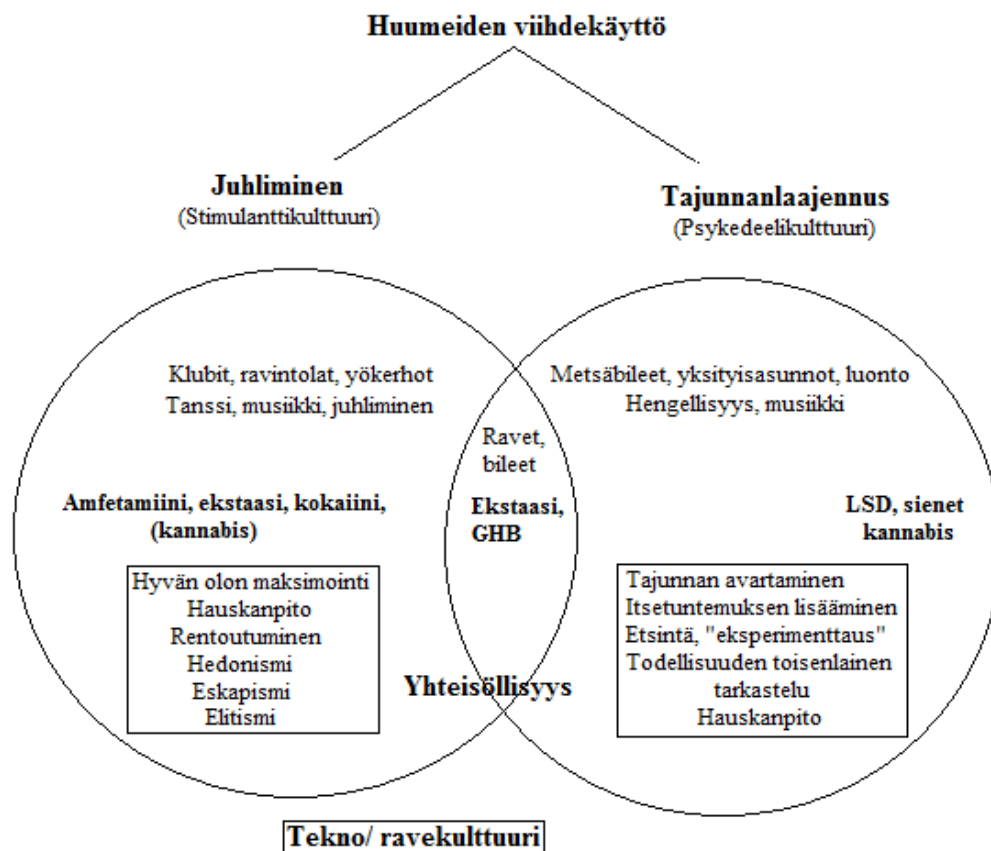 Huumeiden viihdekäyttö
Juhliminen
(Stimulanttikulttuuri)
Tajunnanlaajennus
(Psykedeelikulttuuri)
Klubit, ravintolat, yökerhot
Tanssi, musiikki, juhliminen
Amfetamiini, ekstaasi, kokaiini,
(kannabis)
Hyvän olon maksimointi
Hauskanpito
Rentoutuminen
Hedonismi
Eskapismi
Elitismi
Ravet,
bileet
Ekstaasi,
GHB
Yhteisöllisyys
Metsäbileet, yksityisasunnot, luonto
Hengellisyys, musiikki
LSD, sienet
kannabis
Tajunnan avartaminen
Itsetuntemuksen lisääminen
Etsintä, "eksperimenttaus"
Todellisuuden toisenlainen
tarkastelu
Hauskanpito
Tekno/ ravekulttuuri